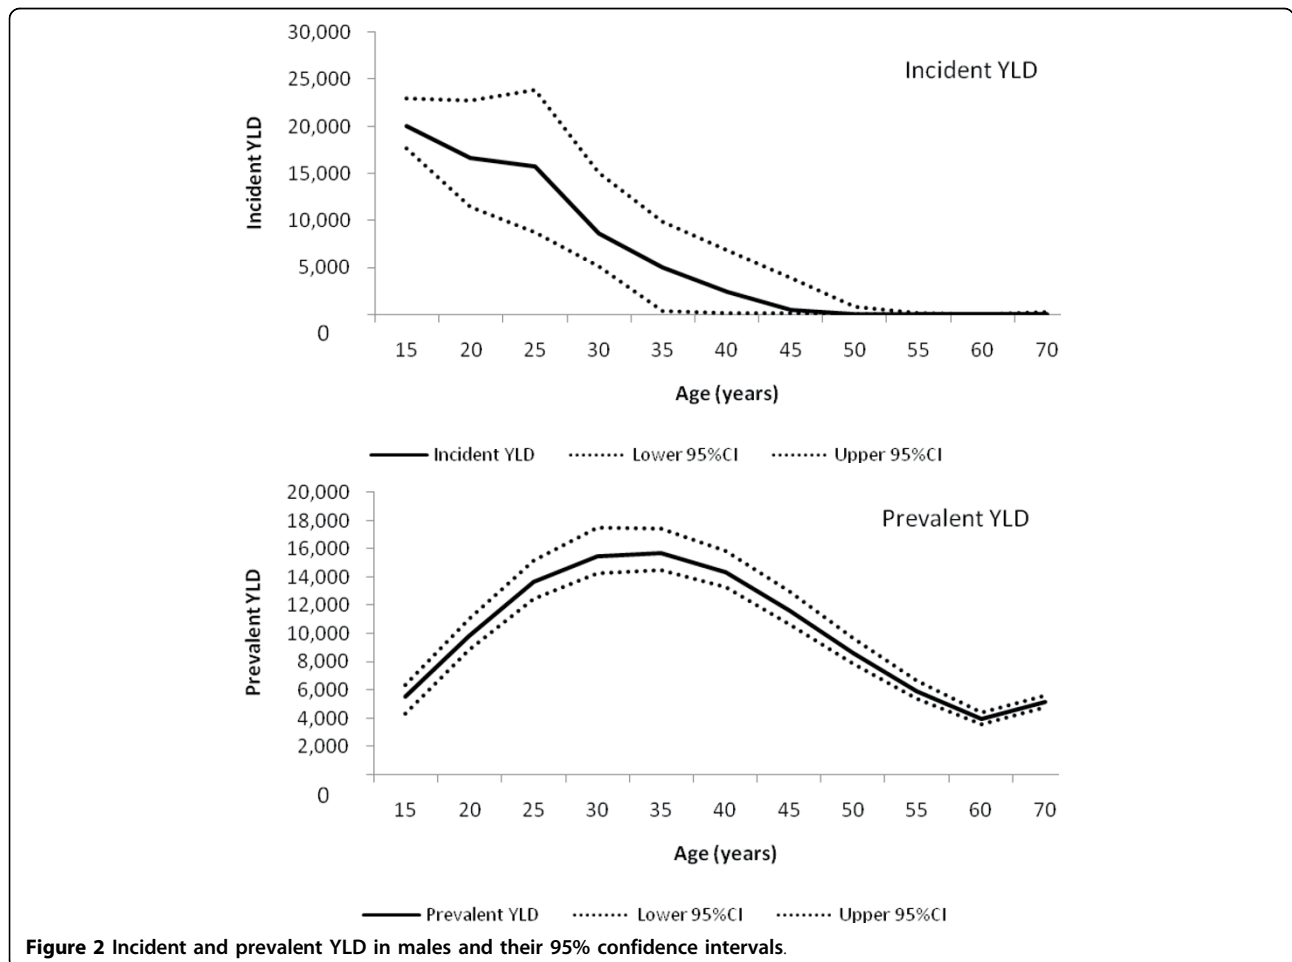 30,000
Incident YLD
25,000
20,000
15,000
10,000
5,000
0
Incident YLD
15 20 25 30 35 40 45 50 55 60 70
Age (years)
Incident YLD Lower 95%CI Upper 95%CI
20,000
Prevalent YLD
18,000
16,000
14,000
12,000
10,000
8,000
6,000
4,000
2,000
0
Prevalent YLD
15 20 25 30 35 40 45 50 55 60 70
Age (years)
Prevalent YLD Lower 95%CI Upper 95%CI
Figure 2 Incident and prevalent YLD in males and their 95% confidence intervals.